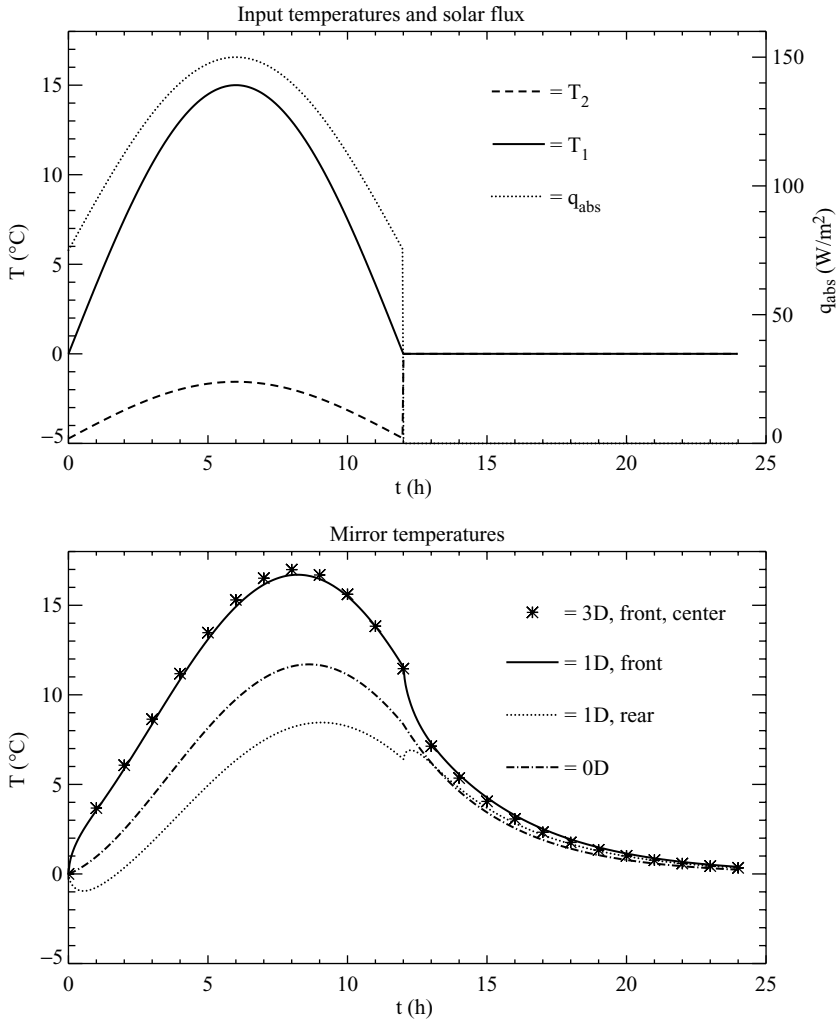 Input temperatures and solar flux
15
10
5
0
−5
T (°C)
= T2
= T1
= qabs
150
100
50
0
qabs (W/m2)
0 5 10 15 20 25
t (h)
Mirror temperatures
15
10
5
0
−5
T (°C)
= 3D, front, center
= 1D, front
= 1D, rear
= 0D
0 5 10 15 20 25
t (h)